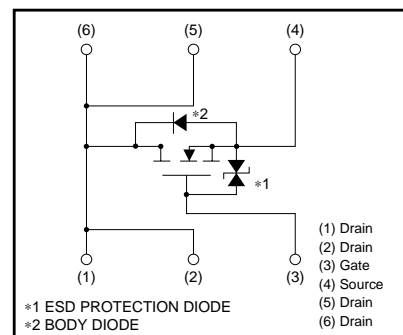 (6) (5) (4)
∗2
∗1
(1) Drain
(2) Drain
(3) Gate
(4) Source
(5) Drain
(6) Drain
(1) (2) (3)
∗1 ESD PROTECTION DIODE
∗2 BODY DIODE